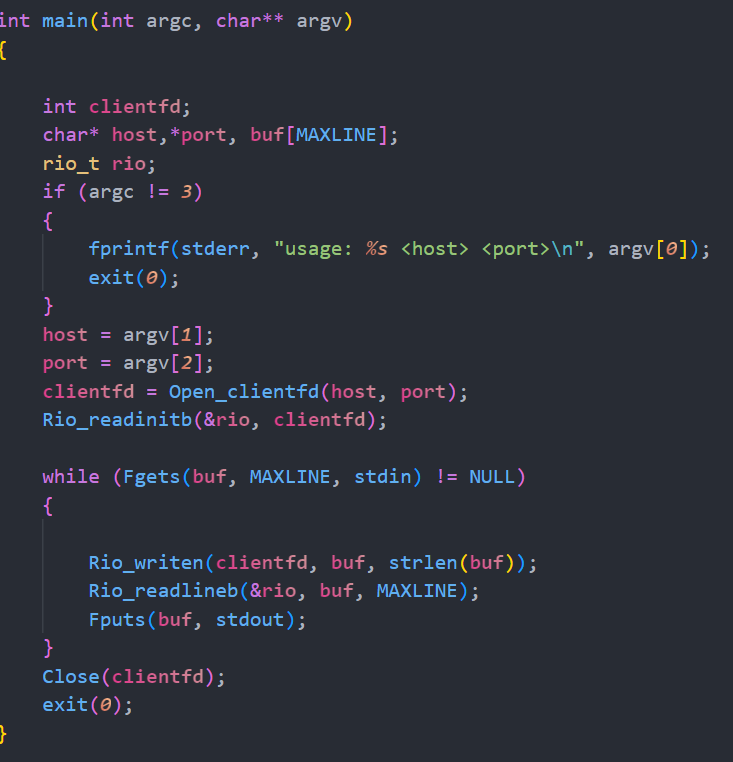 int main(int argc, char** argv)
{
int clientfd;
char* host,*port, buf[MAXLINE];
rio_t rio;
if (argc != 3)
{
fprintf(stderr, "usage: %s <host> <port>\n", argv[0]);
exit(0);
}
host = argv[1];
port = argv[2];
clientfd = Open_clientfd(host, port);
Rio_readinitb(&rio, clientfd);
while (Fgets(buf, MAXLINE, stdin) != NULL)
{
Rio_writen(clientfd, buf, strlen(buf));
Rio_readlineb(&rio, buf, MAXLINE);
Fputs(buf, stdout);
}
Close(clientfd);
exit(0);
}